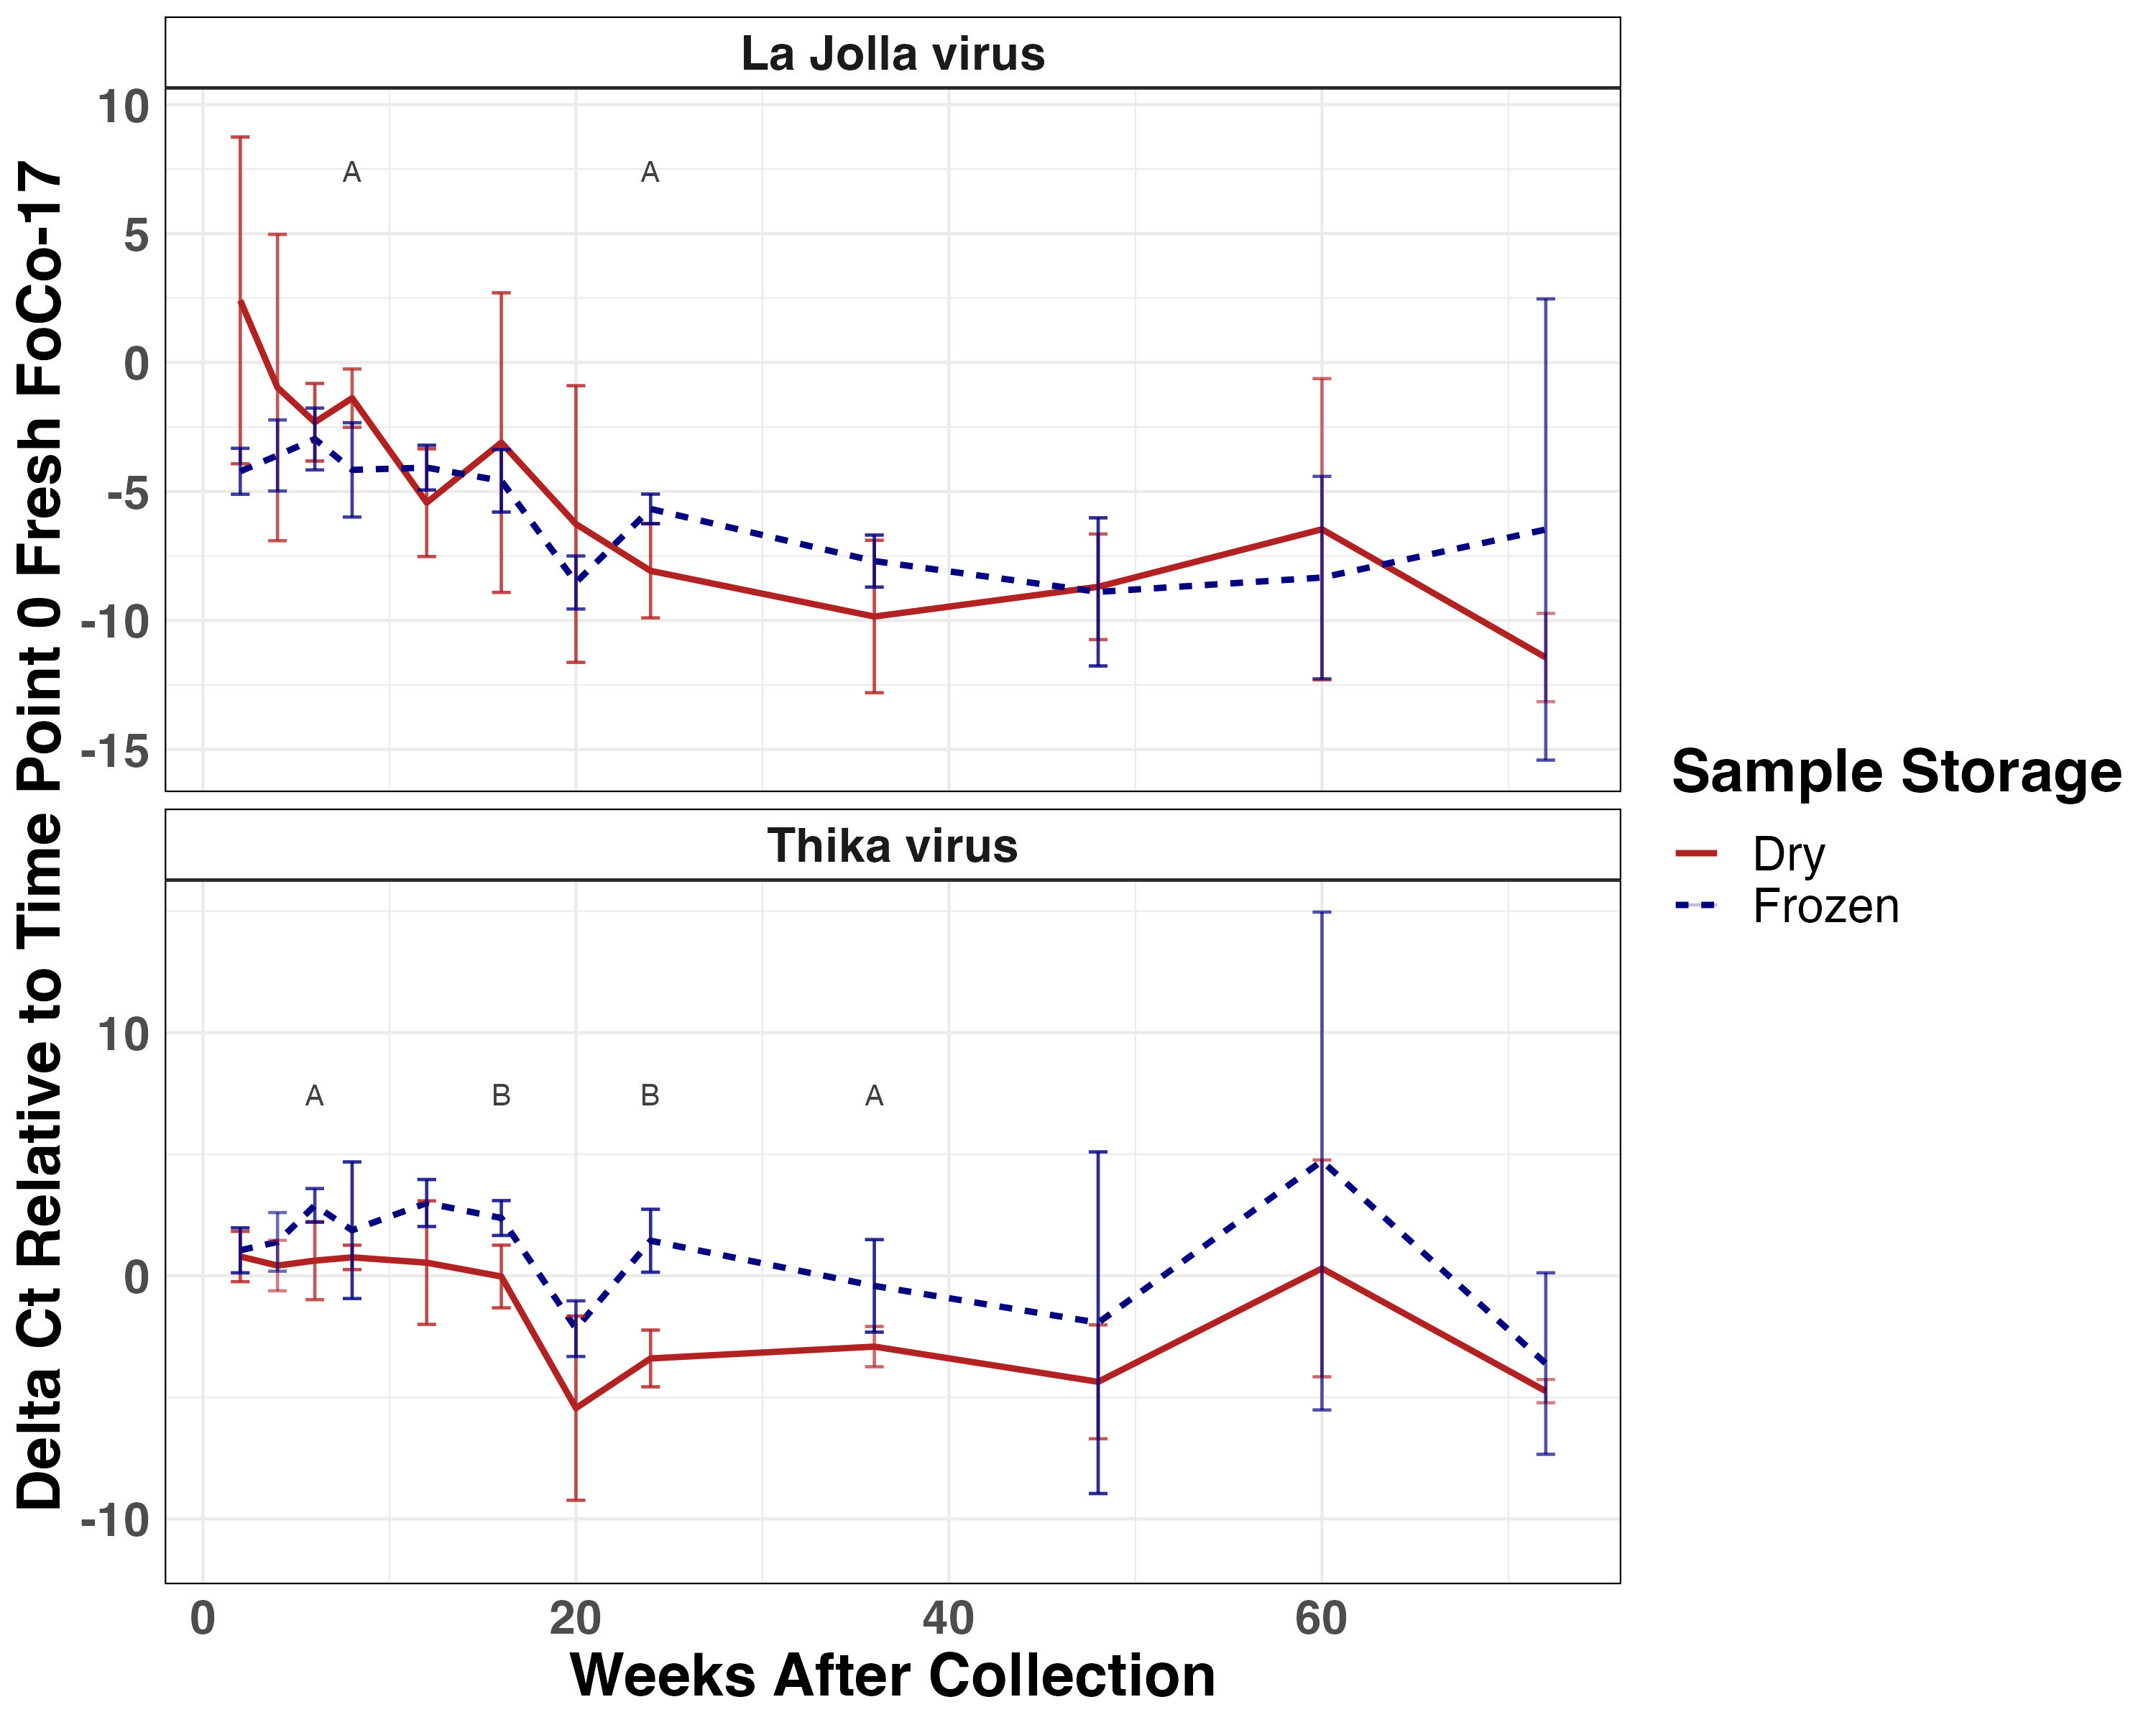 Delta Ct Relative to Time Point 0 Fresh FoCo-17
La Jolla virus
10
5
0
-5
-10
-15
A A
Thika virus
10
0
-10
A B B A
0 20 40 60
Weeks After Collection
Sample Storage
Dry
Frozen